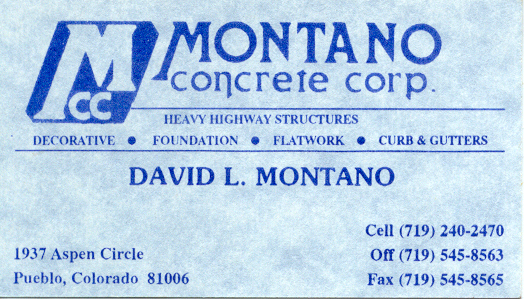 M
CC
MONTANO
concrete corp.
HEAVY HIGHWAY STRUCTURES
DECORATIVE ● FOUNDATION ● FLATWORK ● CURB & GUTTERS
DAVID L. MONTANO
Cell (719) 240-2470
1937 Aspen Circle Off (719) 545-8563
Pueblo, Colorado 81006 Fax (719) 545-8565